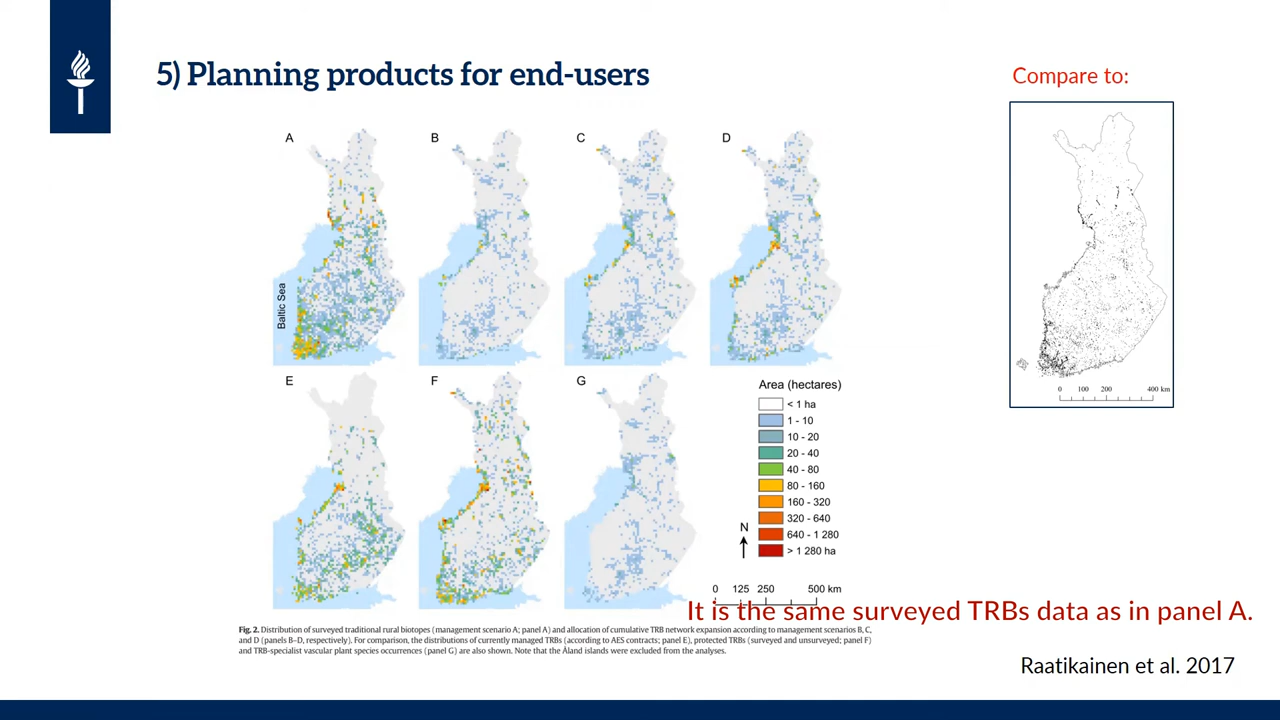 5) Planning products for end-users
Compare to:
A
B
C
D
Baltic Sea
0 100 200 400 km
E
F
G
Area (hectares)
< 1 ha
1 - 10
10 - 20
20 - 40
40 - 80
80 - 160
160 - 320
320 - 640
640 - 1 280
> 1 280 ha
N
0 125 250 500 km
It is the same surveyed TRBs data as in panel A.
Fig. 2. Distribution of surveyed traditional rural biotopes (management scenario A; panel A) and allocation of cumulative TRB network expansion according to management scenarios B, C,
and D (panels B–D, respectively). For comparison, the distributions of currently managed TRBs (according to AES contracts; panel E), protected TRBs (surveyed and unsurveyed; panel F)
and TRB-specialist vascular plant species occurrences (panel G) are also shown. Note that the Åland islands were excluded from the analyses.
Raatikainen et al. 2017